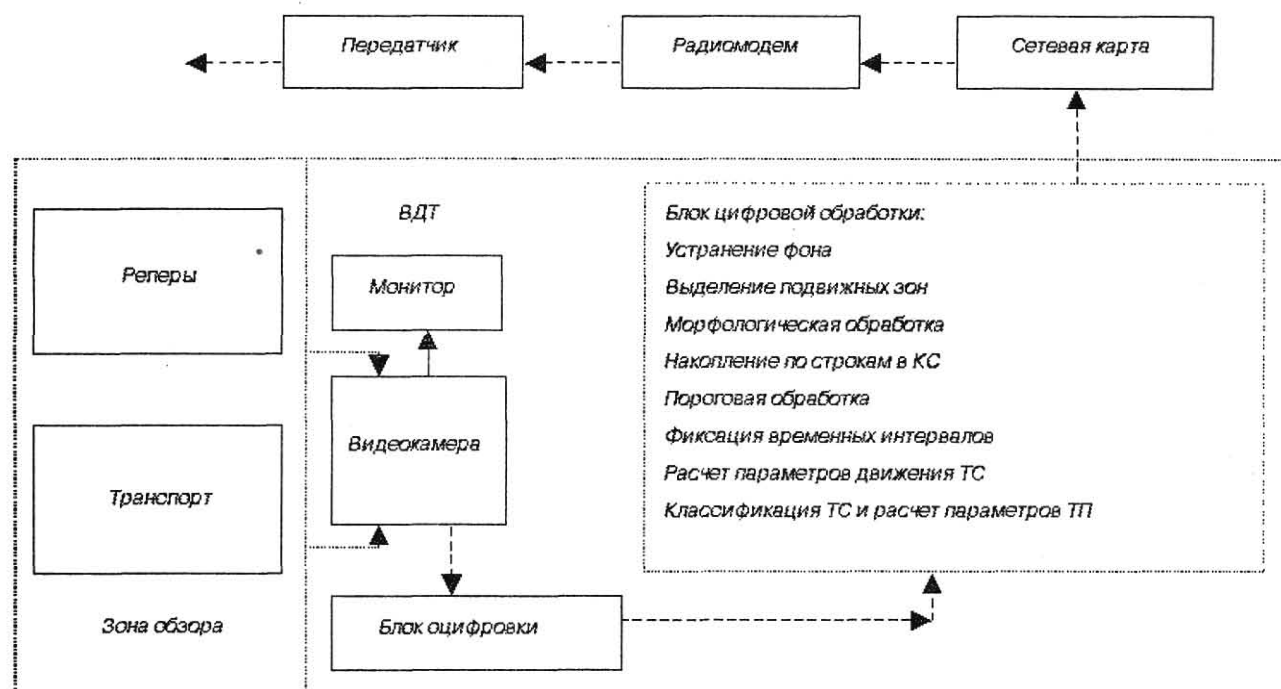 Передатчик
Радиомодем
Сетевая карта
Реперы
Транспорт
Зона обзора
ВДТ
Монитор
Видеокамера
Блок оцифровки
Блок цифровой обработки:
Устранение фона
Выделение подвижных зон
Морфологическая обработка
Накопление по строкам в КС
Пороговая обработка
Фиксация временных интервалов
Расчет параметров движения ТС
Классификация ТС и расчет параметров ТП